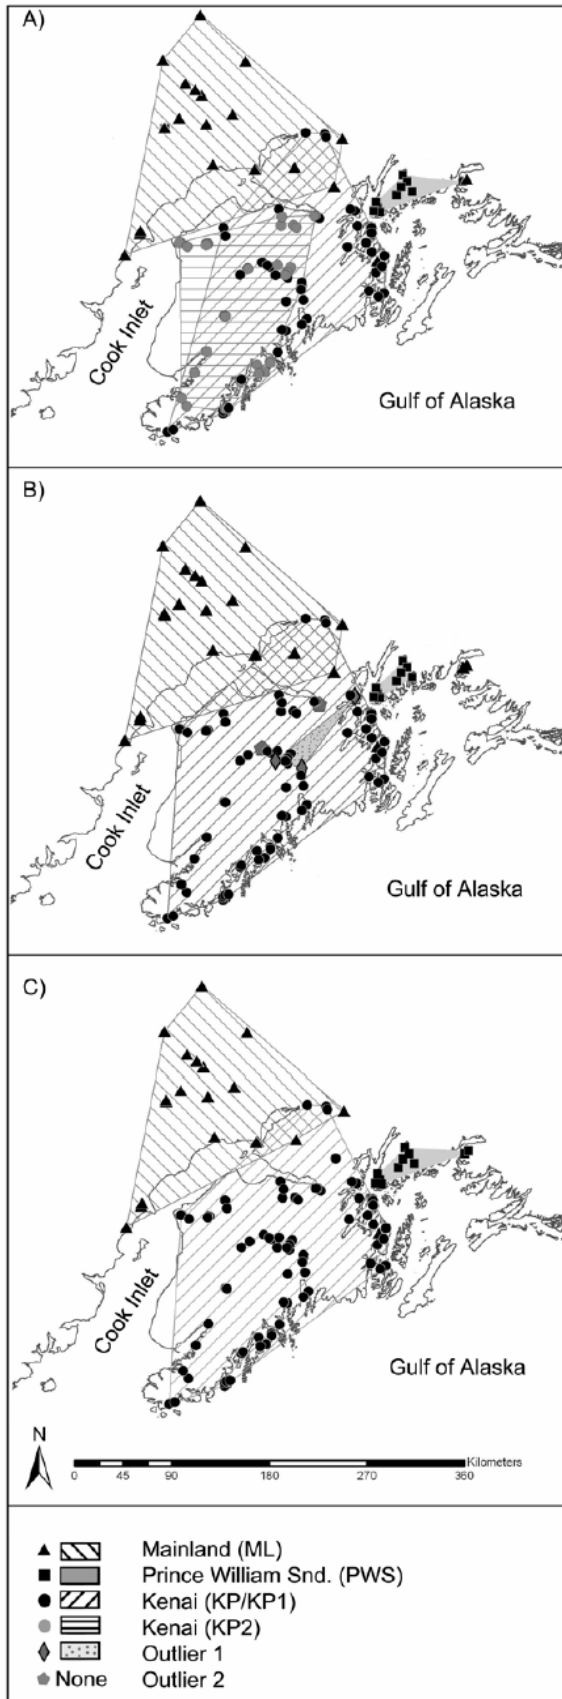 A)
Cook Inlet
Gulf of Alaska
B)
Cook Inlet
Gulf of Alaska
C)
Cook Inlet
Gulf of Alaska
N
Kilometers
0 45 90 180 270 360
Mainland (ML)
Prince William Snd. (PWS)
Kenai (KP/KP1)
Kenai (KP2)
Outlier 1
None Outlier 2